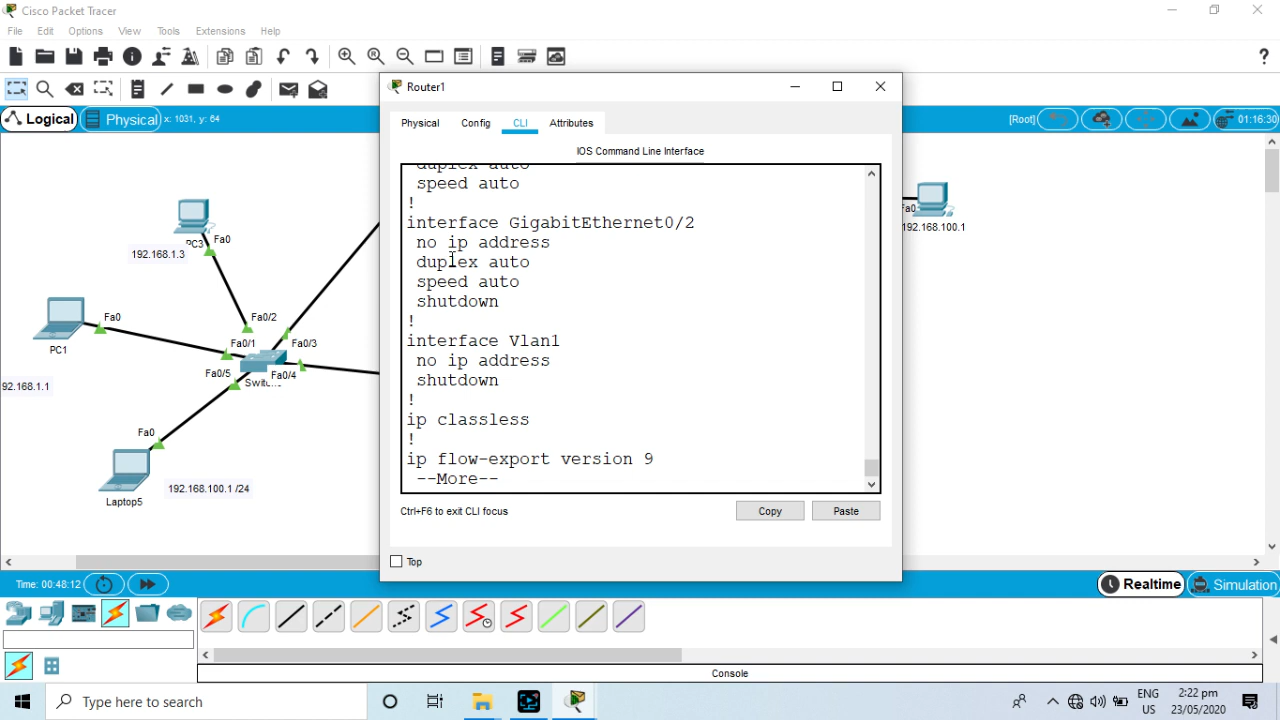 Cisco Packet Tracer
File Edit Options View Tools Extensions Help
?
Logical Physical x: 1031, y: 64
[Root] 01:16:30
Router1
Physical Config CLI Attributes
IOS Command Line Interface
speed auto
!
interface GigabitEthernet0/2
no ip address
duplex auto
speed auto
shutdown
!
interface Vlan1
no ip address
shutdown
!
ip classless
!
ip flow-export version 9
--More--
Ctrl+F6 to exit CLI focus
Copy Paste
Top
PC3
Fa0
192.168.1.3
Fa0/2
Fa0
PC1
Fa0/1
Fa0/3
Fa0/5
Fa0/4
92.168.1.1
Fa0
Laptop5
192.168.100.1 /24
Fa0
192.168.100.1
Time: 00:48:12
Realtime Simulation
Console
Type here to search
ENG
US
2:22 pm
23/05/2020